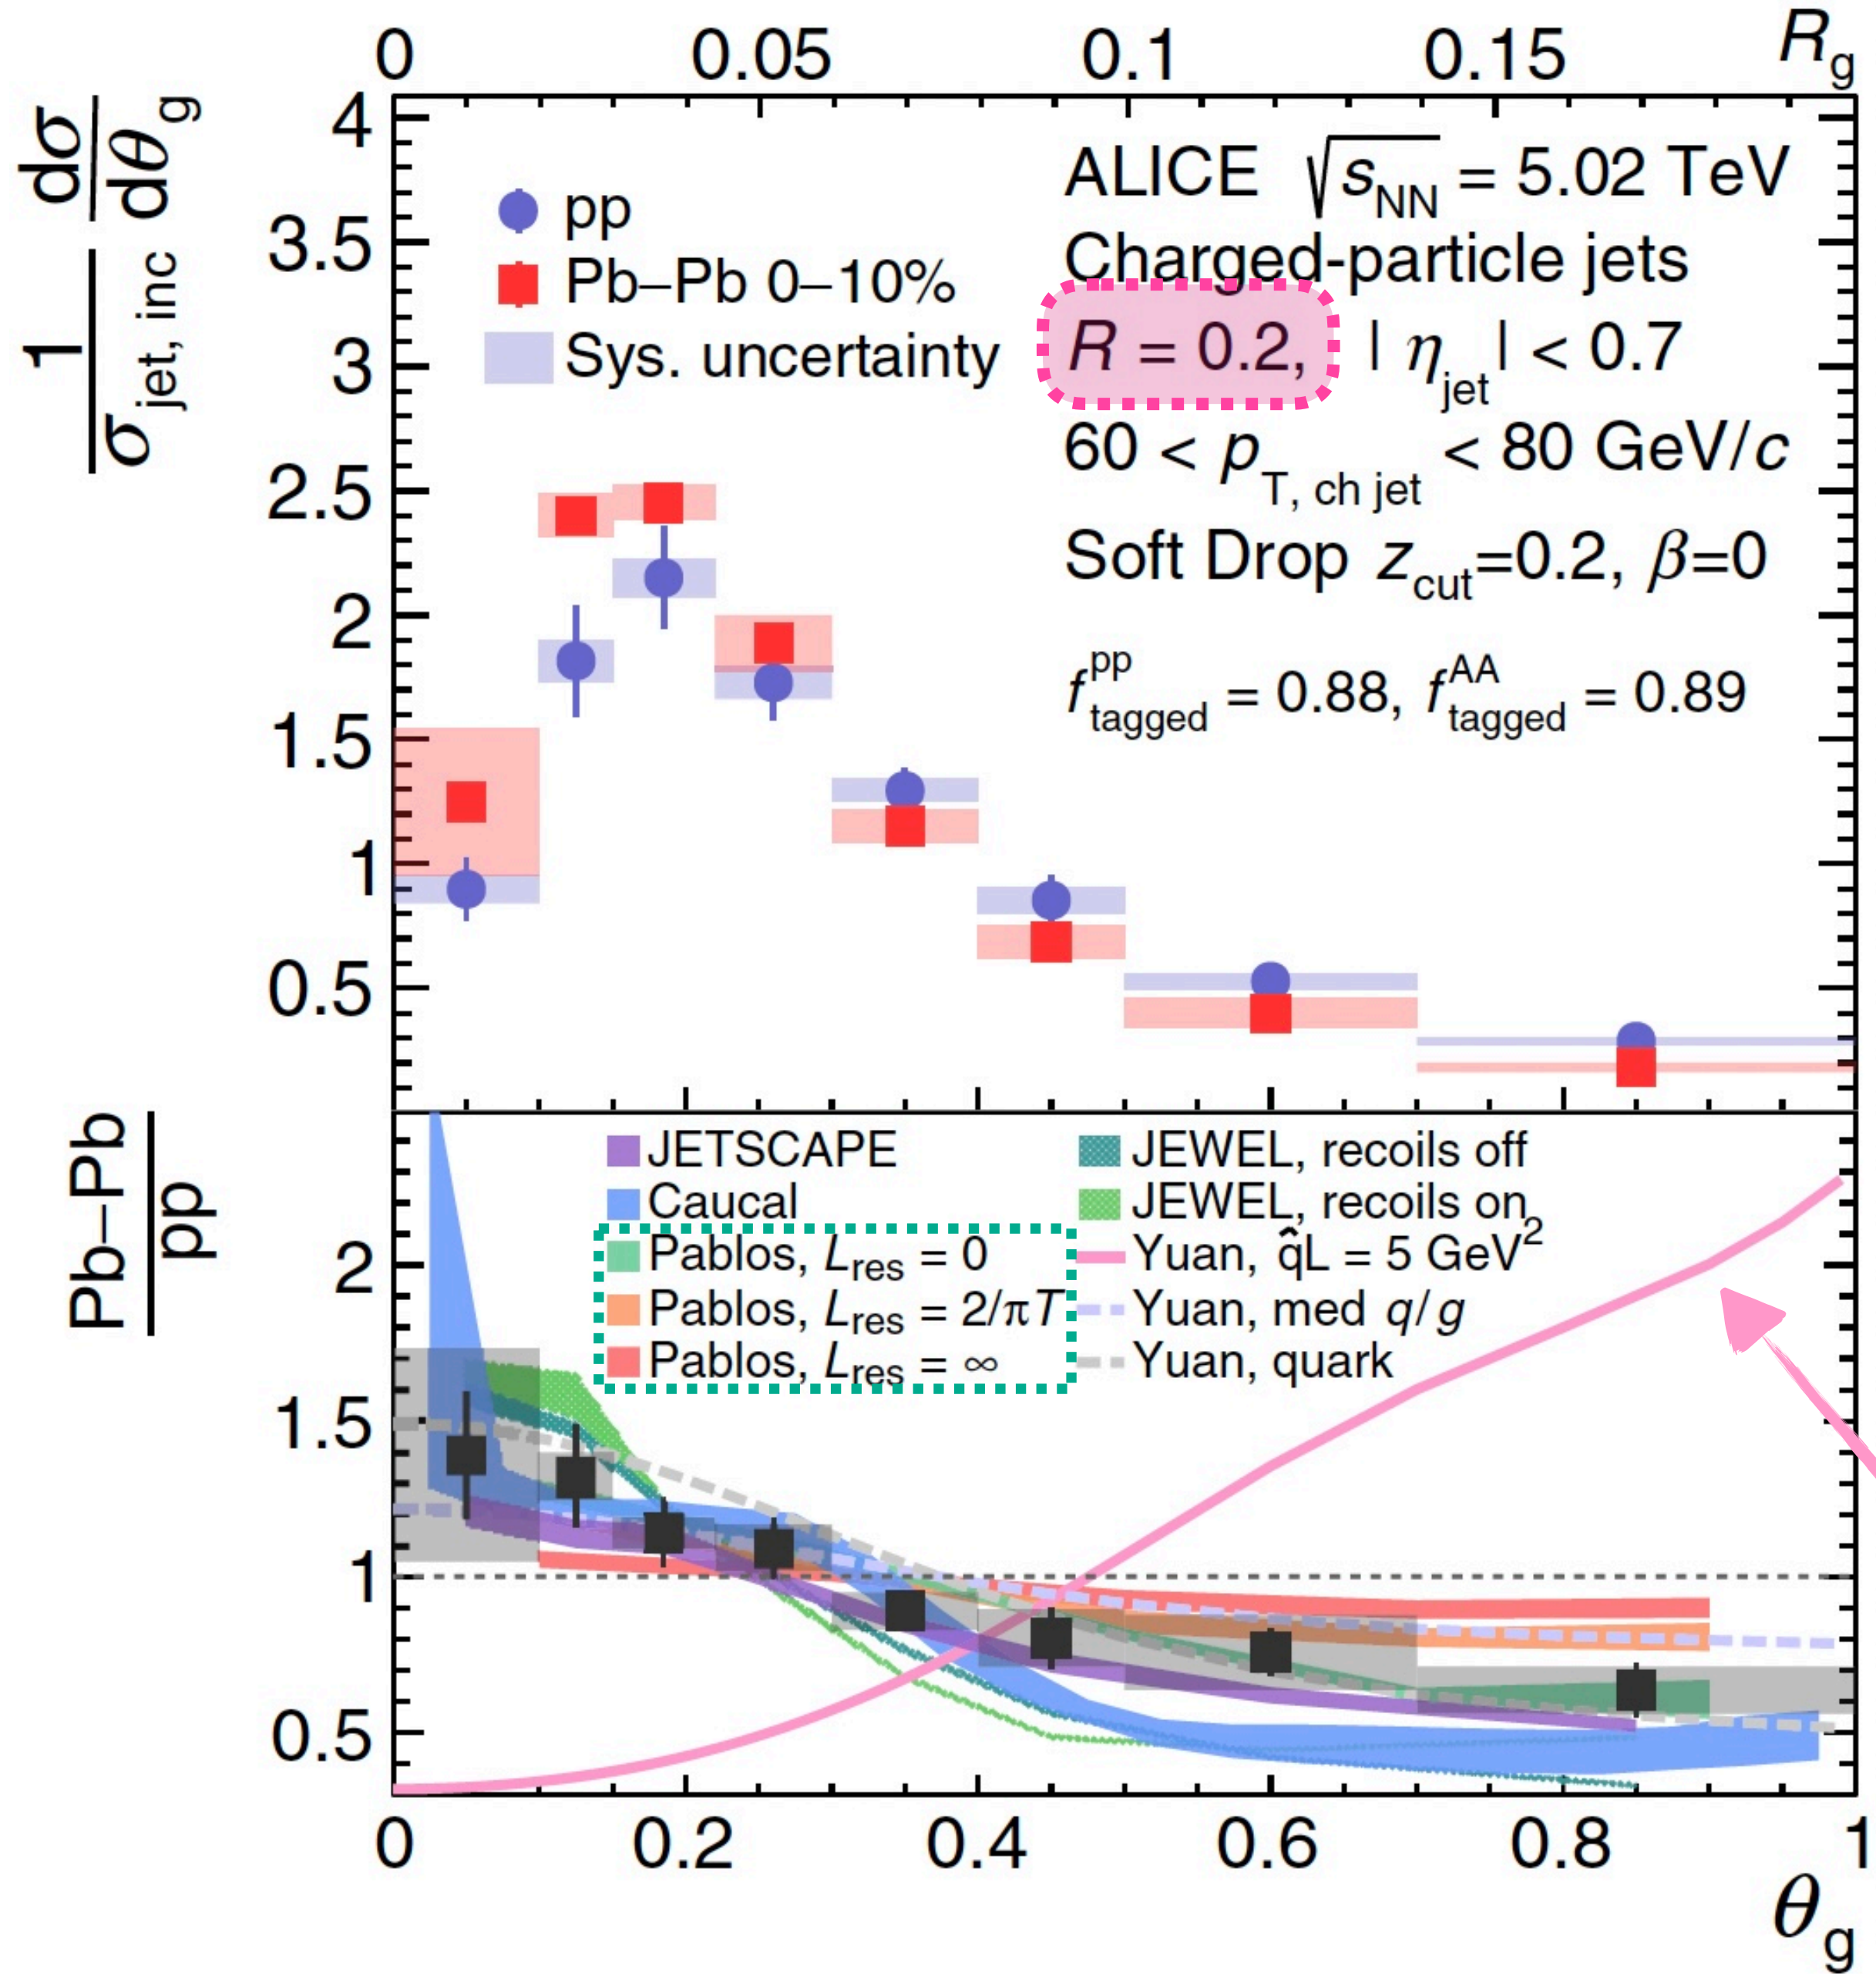 0 0.05 0.1 0.15 R_g
1/σ_jet, inc dσ/dθ_g
4
3.5
3
2.5
2
1.5
1
0.5
pp
Pb–Pb 0–10%
Sys. uncertainty
ALICE √s_NN = 5.02 TeV
Charged-particle jets
R = 0.2, | η_jet | < 0.7
60 < p_T, ch jet < 80 GeV/c
Soft Drop z_cut=0.2, β=0
f^pp_tagged = 0.88, f^AA_tagged = 0.89
Pb–Pb/pp
2
1.5
1
0.5
JETSCAPE
Caucal
Pablos, L_res = 0
Pablos, L_res = 2/πT
Pablos, L_res = ∞
JEWEL, recoils off
JEWEL, recoils on
Yuan, q̂L = 5 GeV²
Yuan, med q/g
Yuan, quark
0 0.2 0.4 0.6 0.8 1
θ_g